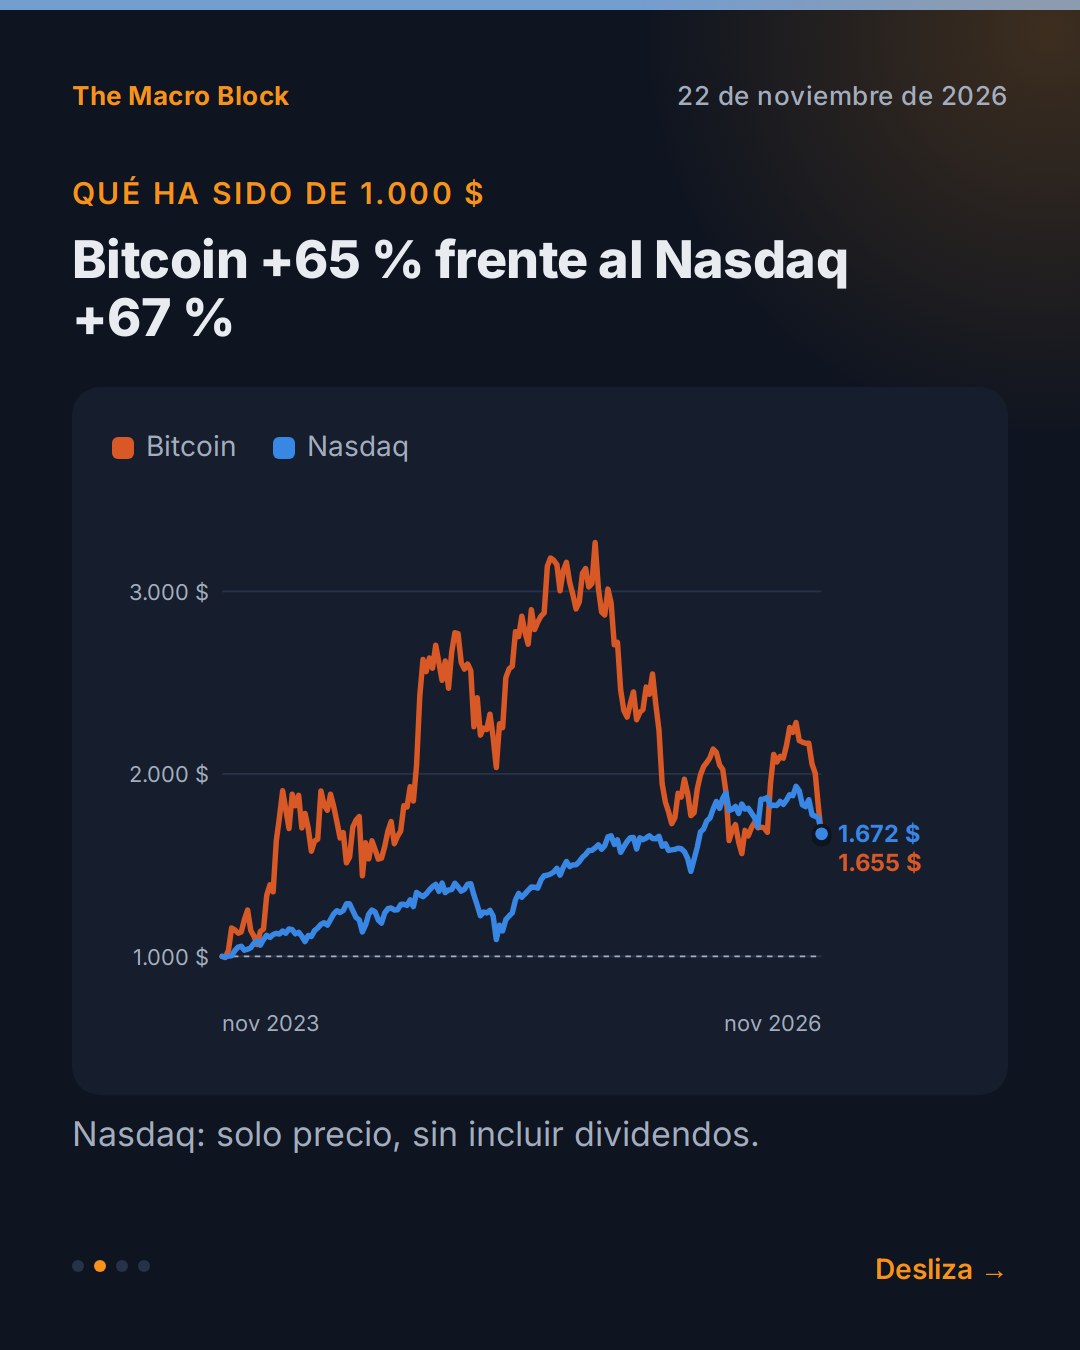 The Macro Block
22 de noviembre de 2026
QUÉ HA SIDO DE 1.000 $
Bitcoin +65 % frente al Nasdaq
+67 %
Bitcoin
Nasdaq
3.000 $
2.000 $
1.000 $
1.672 $
1.655 $
nov 2023
nov 2026
Nasdaq: solo precio, sin incluir dividendos.
Desliza →